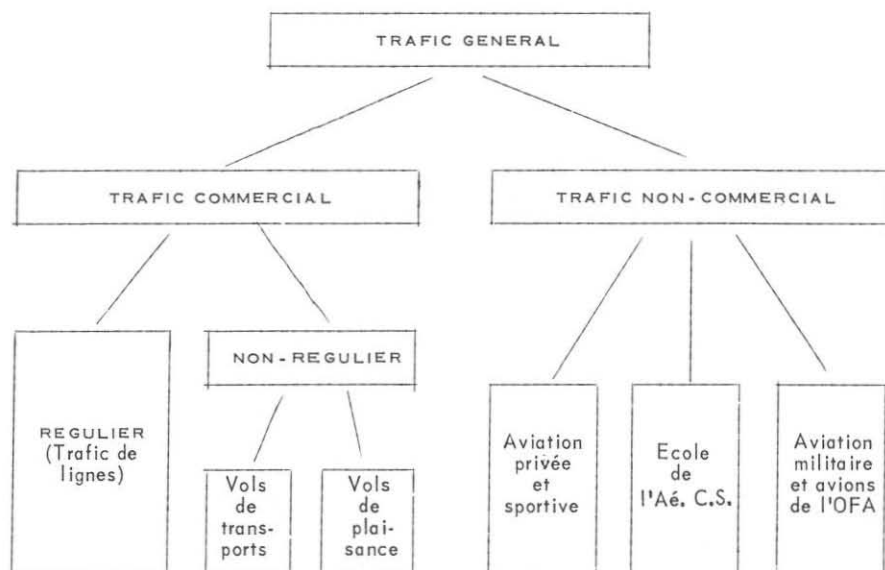 TRAFIC GENERAL
TRAFIC COMMERCIAL
TRAFIC NON-COMMERCIAL
REGULIER
(Trafic de
lignes)
NON-REGULIER
Vols
de
trans-
ports
Vols
de
plai-
sance
Aviation
privée
et
sportive
Ecole
de
l'Aé. C.S.
Aviation
militaire
et avions
de l'OFA